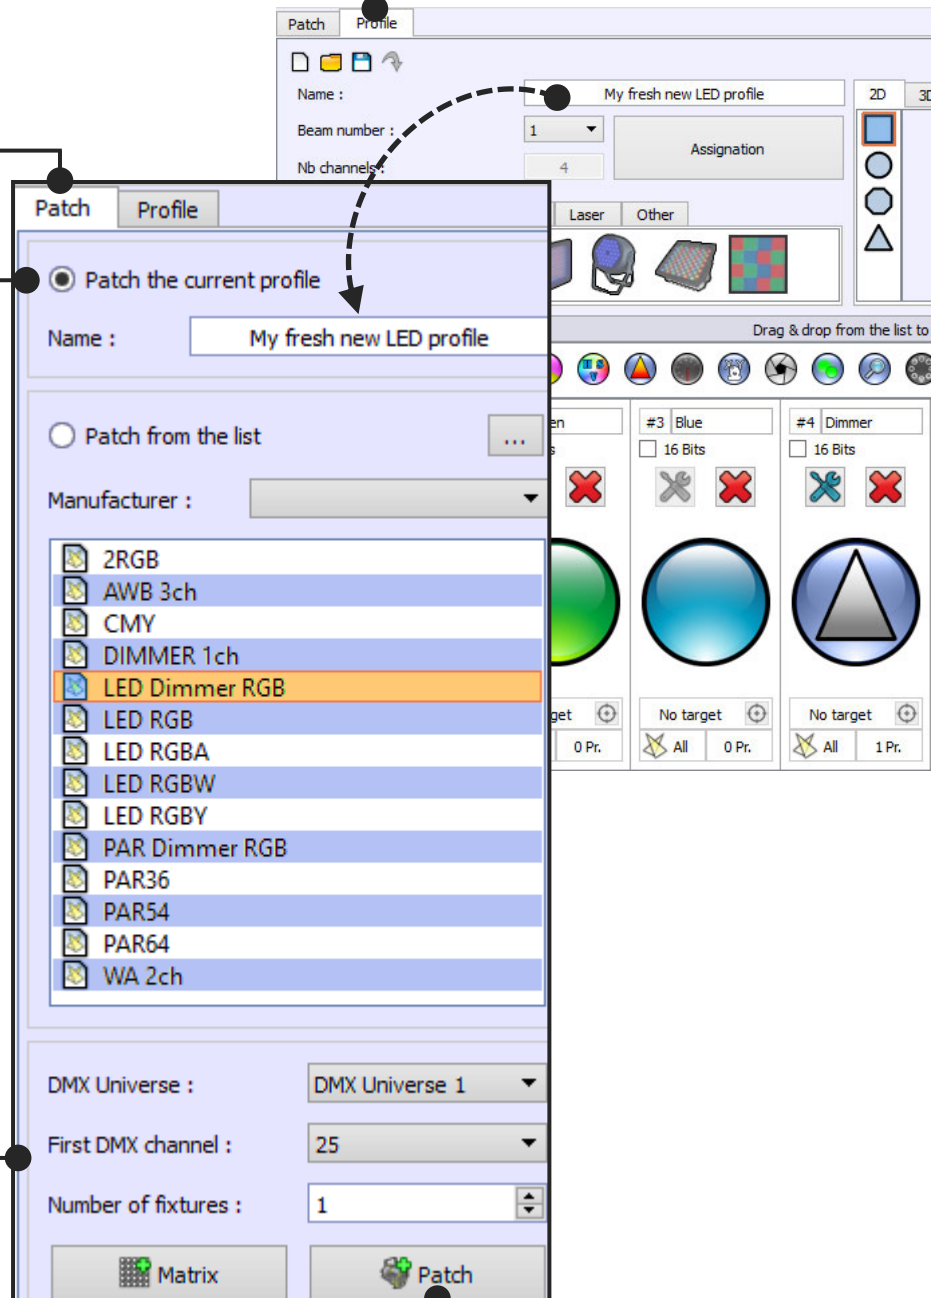 Patch Profile
Name : My fresh new LED profile 2D 3D
Beam number : 1
Assignation
Nb channels : 4
Laser Other
Drag & drop from the list to
en #3 Blue #4 Dimmer
s 16 Bits 16 Bits
get No target No target
0 Pr. All 0 Pr. All 1 Pr.
Patch Profile
Patch the current profile
Name : My fresh new LED profile
Patch from the list ...
Manufacturer :
2RGB
AWB 3ch
CMY
DIMMER 1ch
LED Dimmer RGB
LED RGB
LED RGBA
LED RGBW
LED RGBY
PAR Dimmer RGB
PAR36
PAR54
PAR64
WA 2ch
DMX Universe : DMX Universe 1
First DMX channel : 25
Number of fixtures : 1
Matrix Patch